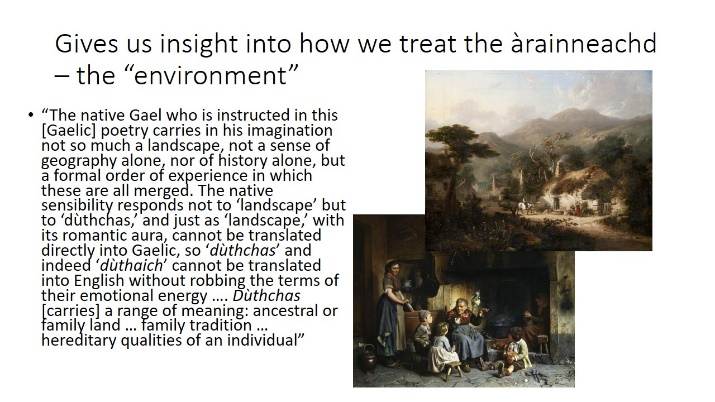 Gives us insight into how we treat the àrainneachd
– the “environment”
• “The native Gael who is instructed in this
[Gaelic] poetry carries in his imagination
not so much a landscape, not a sense of
geography alone, nor of history alone, but
a formal order of experience in which
these are all merged. The native
sensibility responds not to ‘landscape’ but
to ‘dùthchas,’ and just as ‘landscape,’ with
its romantic aura, cannot be translated
directly into Gaelic, so ‘dùthchas’ and
indeed ‘dùthaich’ cannot be translated
into English without robbing the terms of
their emotional energy .... Dùthchas
[carries] a range of meaning: ancestral or
family land ... family tradition ...
hereditary qualities of an individual”